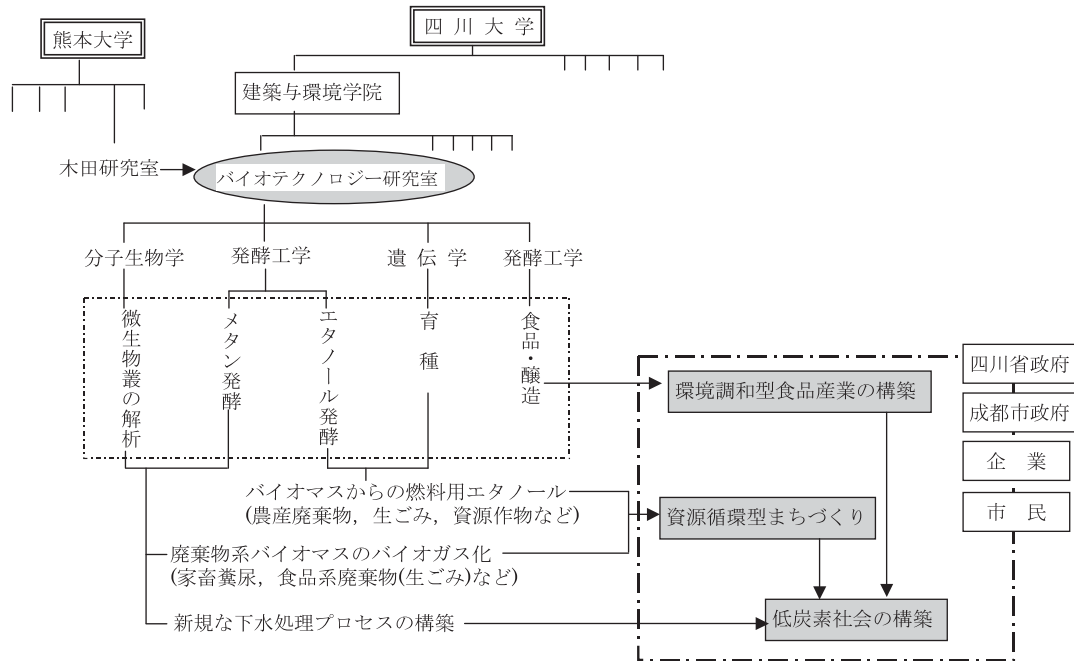 四 川 大 学
熊本大学
建築与環境学院
木田研究室
バイオテクノロジー研究室
分子生物学
発酵工学
遺 伝 学
発酵工学
微生物叢の解析
メタン発酵
エタノール発酵
育 種
食品・醸造
四川省政府
環境調和型食品産業の構築
成都市政府
企 業
バイオマスからの燃料用エタノール
(農産廃棄物，生ごみ，資源作物など)
資源循環型まちづくり
市 民
廃棄物系バイオマスのバイオガス化
(家畜糞尿，食品系廃棄物(生ごみ)など)
新規な下水処理プロセスの構築
低炭素社会の構築